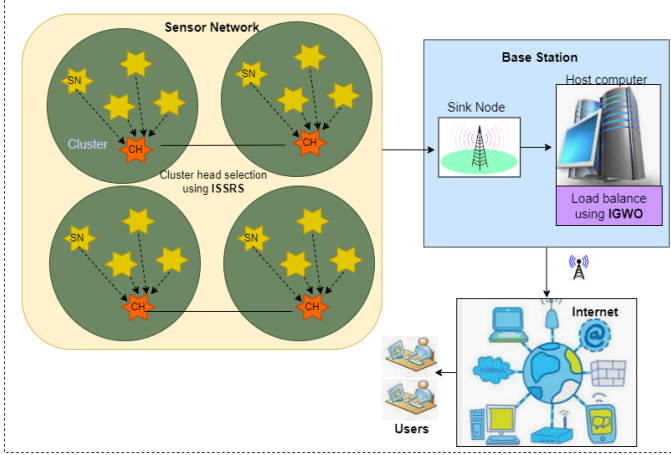 Sensor Network
SN
SN
Cluster
CH
CH
Cluster head selection
using ISSRS
SN
SN
CH
CH
Base Station
Host computer
Sink Node
Load balance
using IGWO
Internet
@
Users